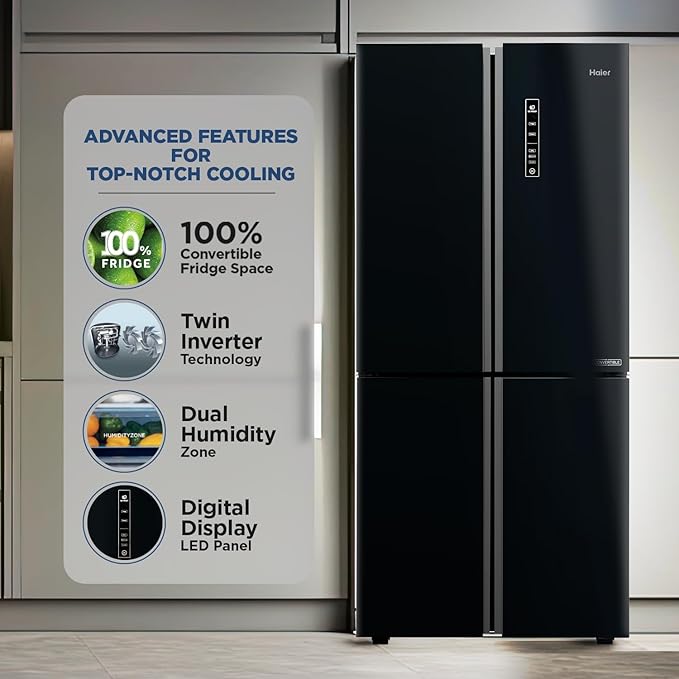 ADVANCED FEATURES
FOR
TOP-NOTCH COOLING
100%
FRIDGE
100%
Convertible
Fridge Space
Twin
Inverter
Technology
HUMIDITYZONE
Dual
Humidity
Zone
Digital
Display
LED Panel
Haier